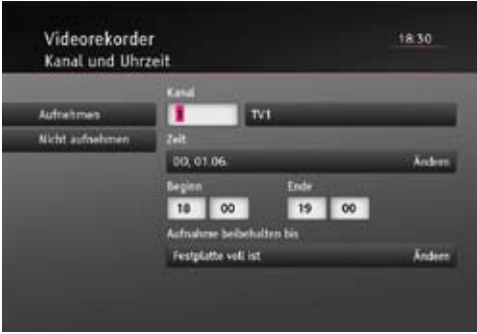 Videorekorder
18:30
Kanal und Uhrzeit
Kanal
Aufnehmen
1 TV1
Nicht aufnehmen
Zeit
DO, 01.06. Ändern
Beginn Ende
18 00 19 00
Aufnahme beibehalten bis
Festplatte voll ist Ändern